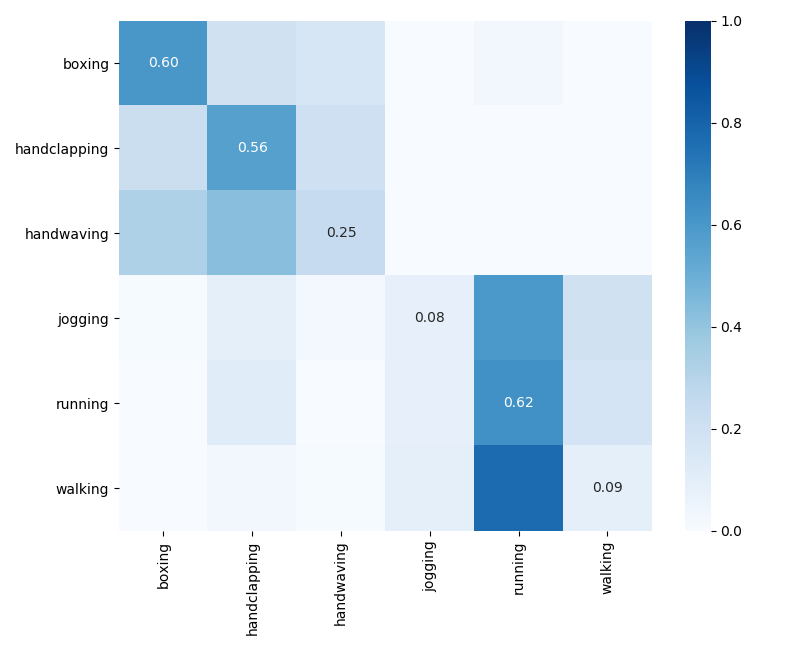 boxing
handclapping
handwaving
jogging
running
walking
0.60
0.56
0.25
0.08
0.62
0.09
boxing
handclapping
handwaving
jogging
running
walking
1.0
0.8
0.6
0.4
0.2
0.0